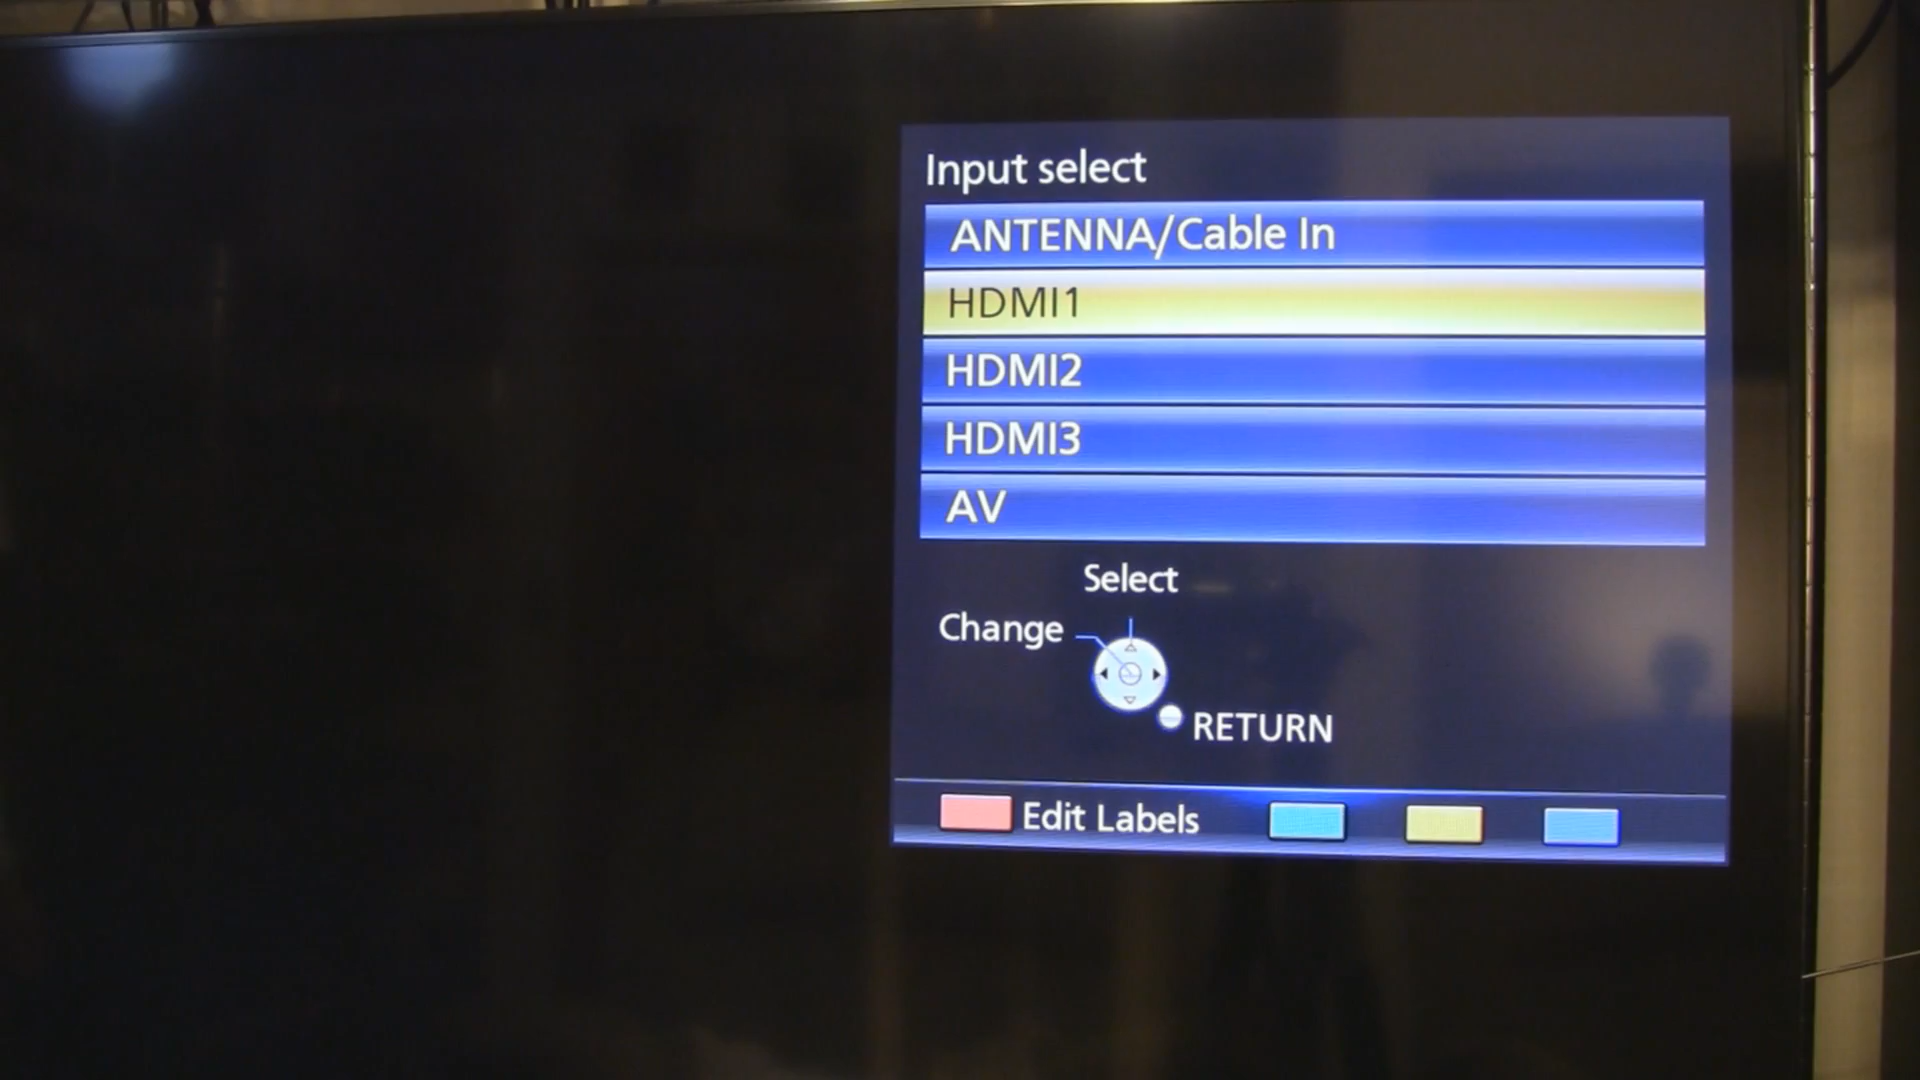 Input select
ANTENNA/Cable In
HDMI1
HDMI2
HDMI3
AV
Select
Change
RETURN
Edit Labels